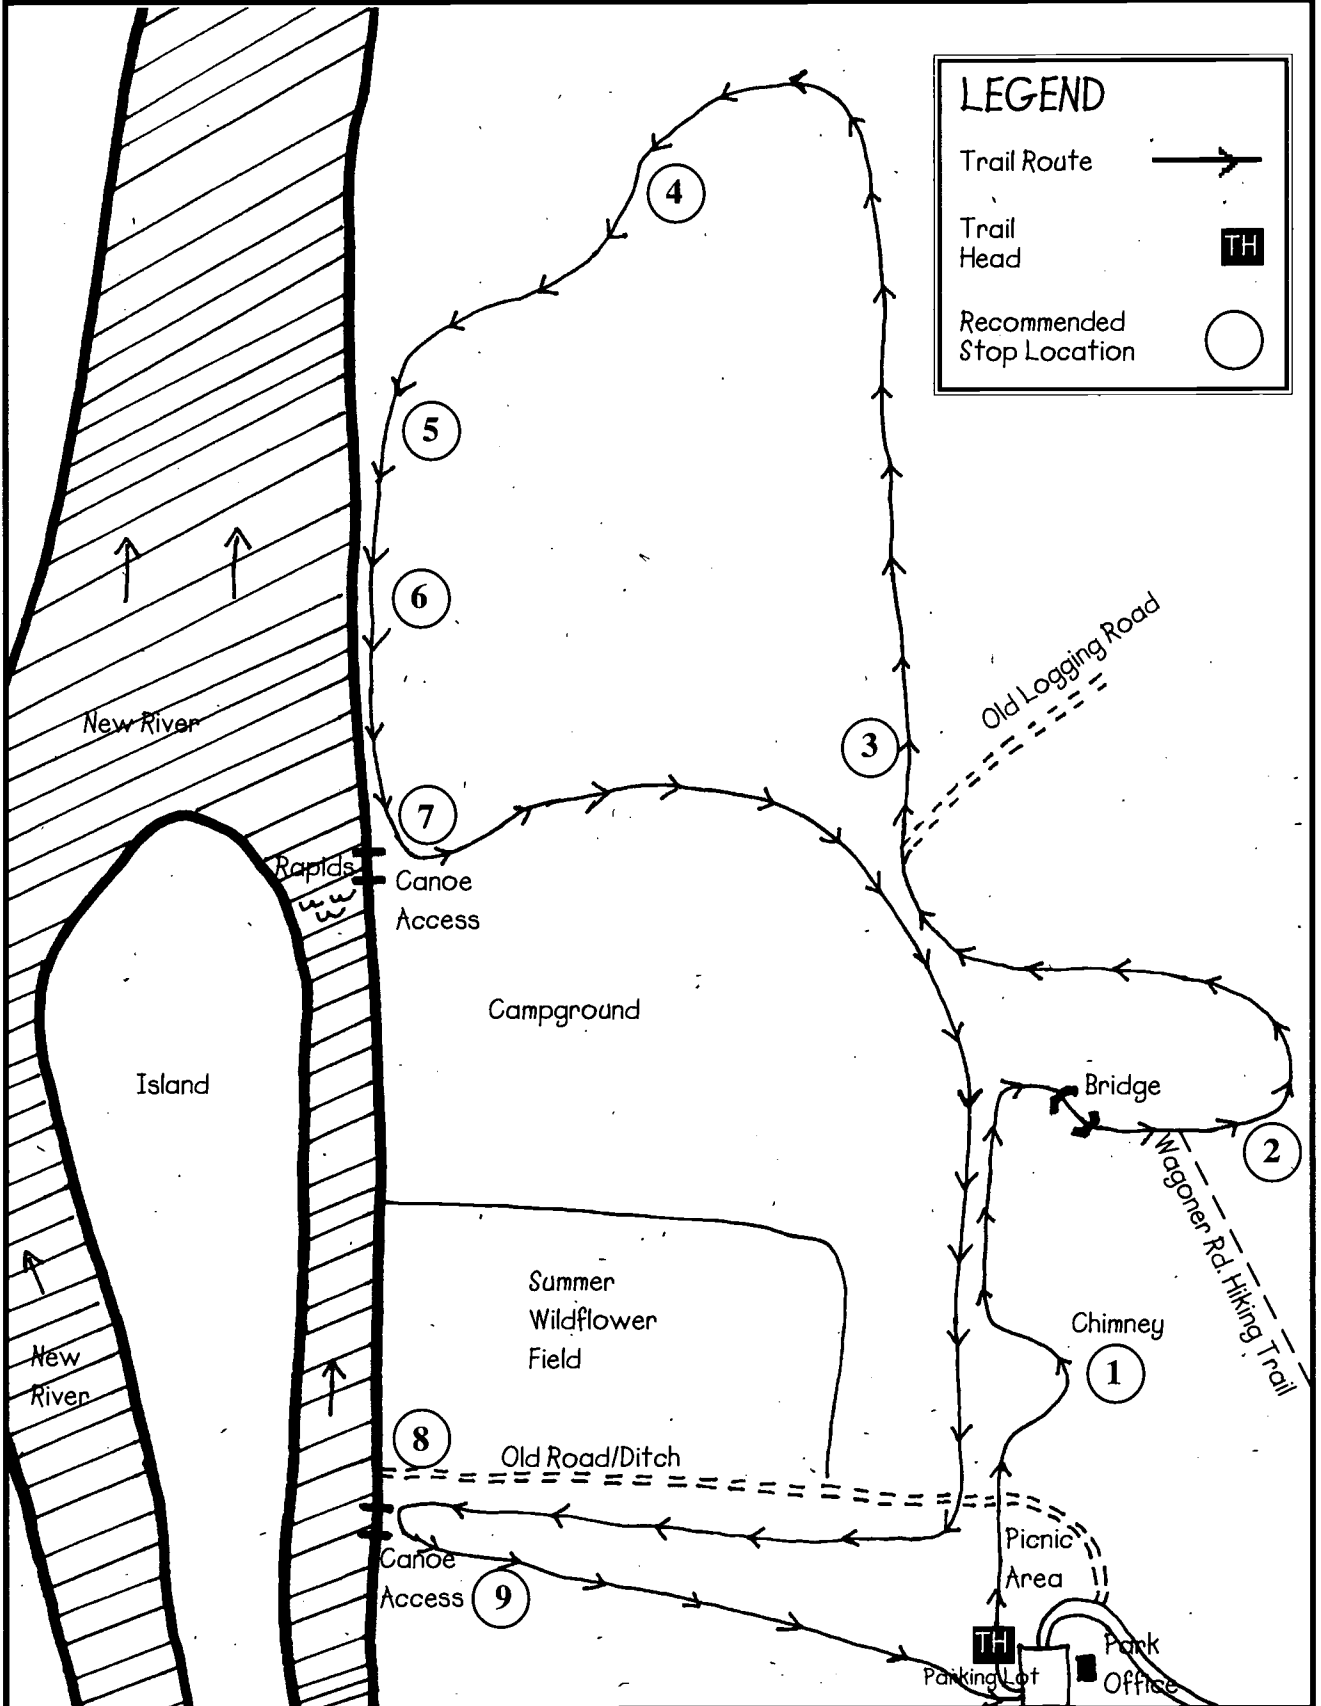 LEGEND
Trail Route
Trail
Head
TH
Recommended
Stop Location
4
5
6
Old Logging Road
New River
3
7
Rapids
Canoe
Access
Campground
Island
Bridge
2
Wagoner Rd. Hiking Trail
Summer
Wildflower
Field
Chimney
1
New
River
8
Old Road/Ditch
Picnic
Area
Canoe
Access
9
TH
Parking Lot
Park
Office